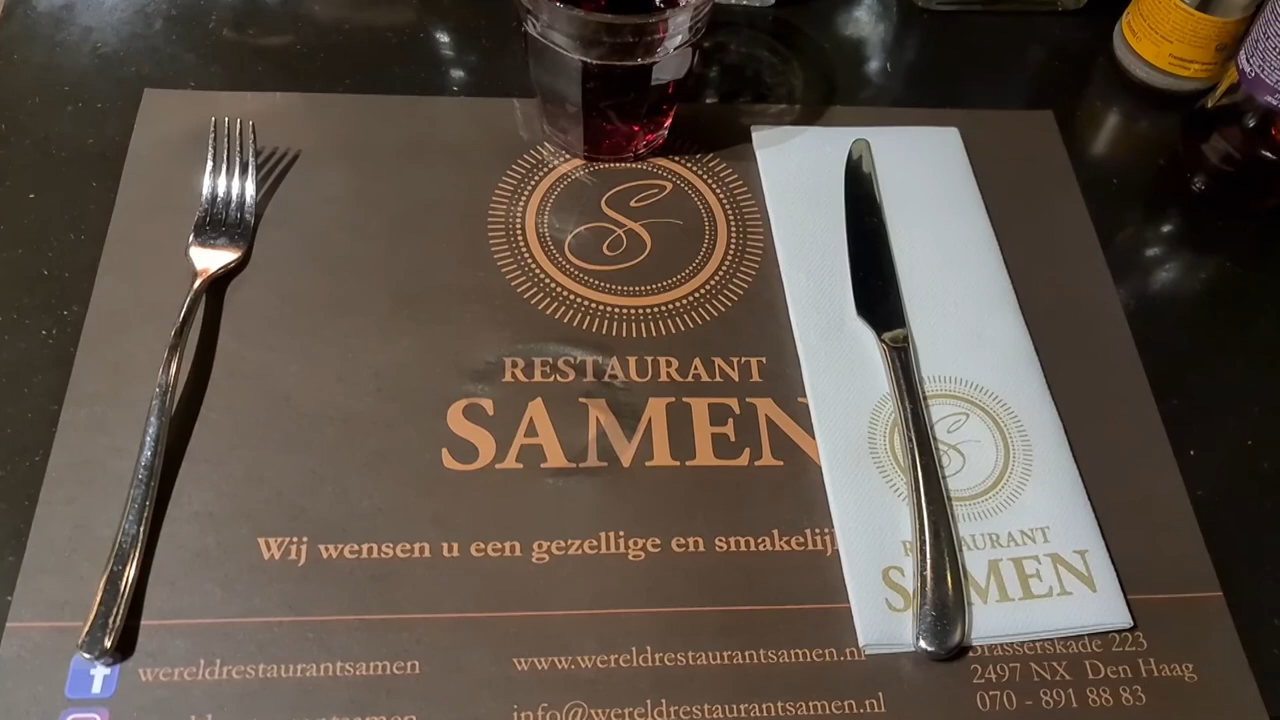 S
RESTAURANT
SAMEN
Wij wensen u een gezellige en smakelijk
S
RESTAURANT
SAMEN
wereldrestaurantsamen
www.wereldrestaurantsamen.nl
Brasserskade 223
2497 NX Den Haag
info@wereldrestaurantsamen.nl
070 - 891 88 83